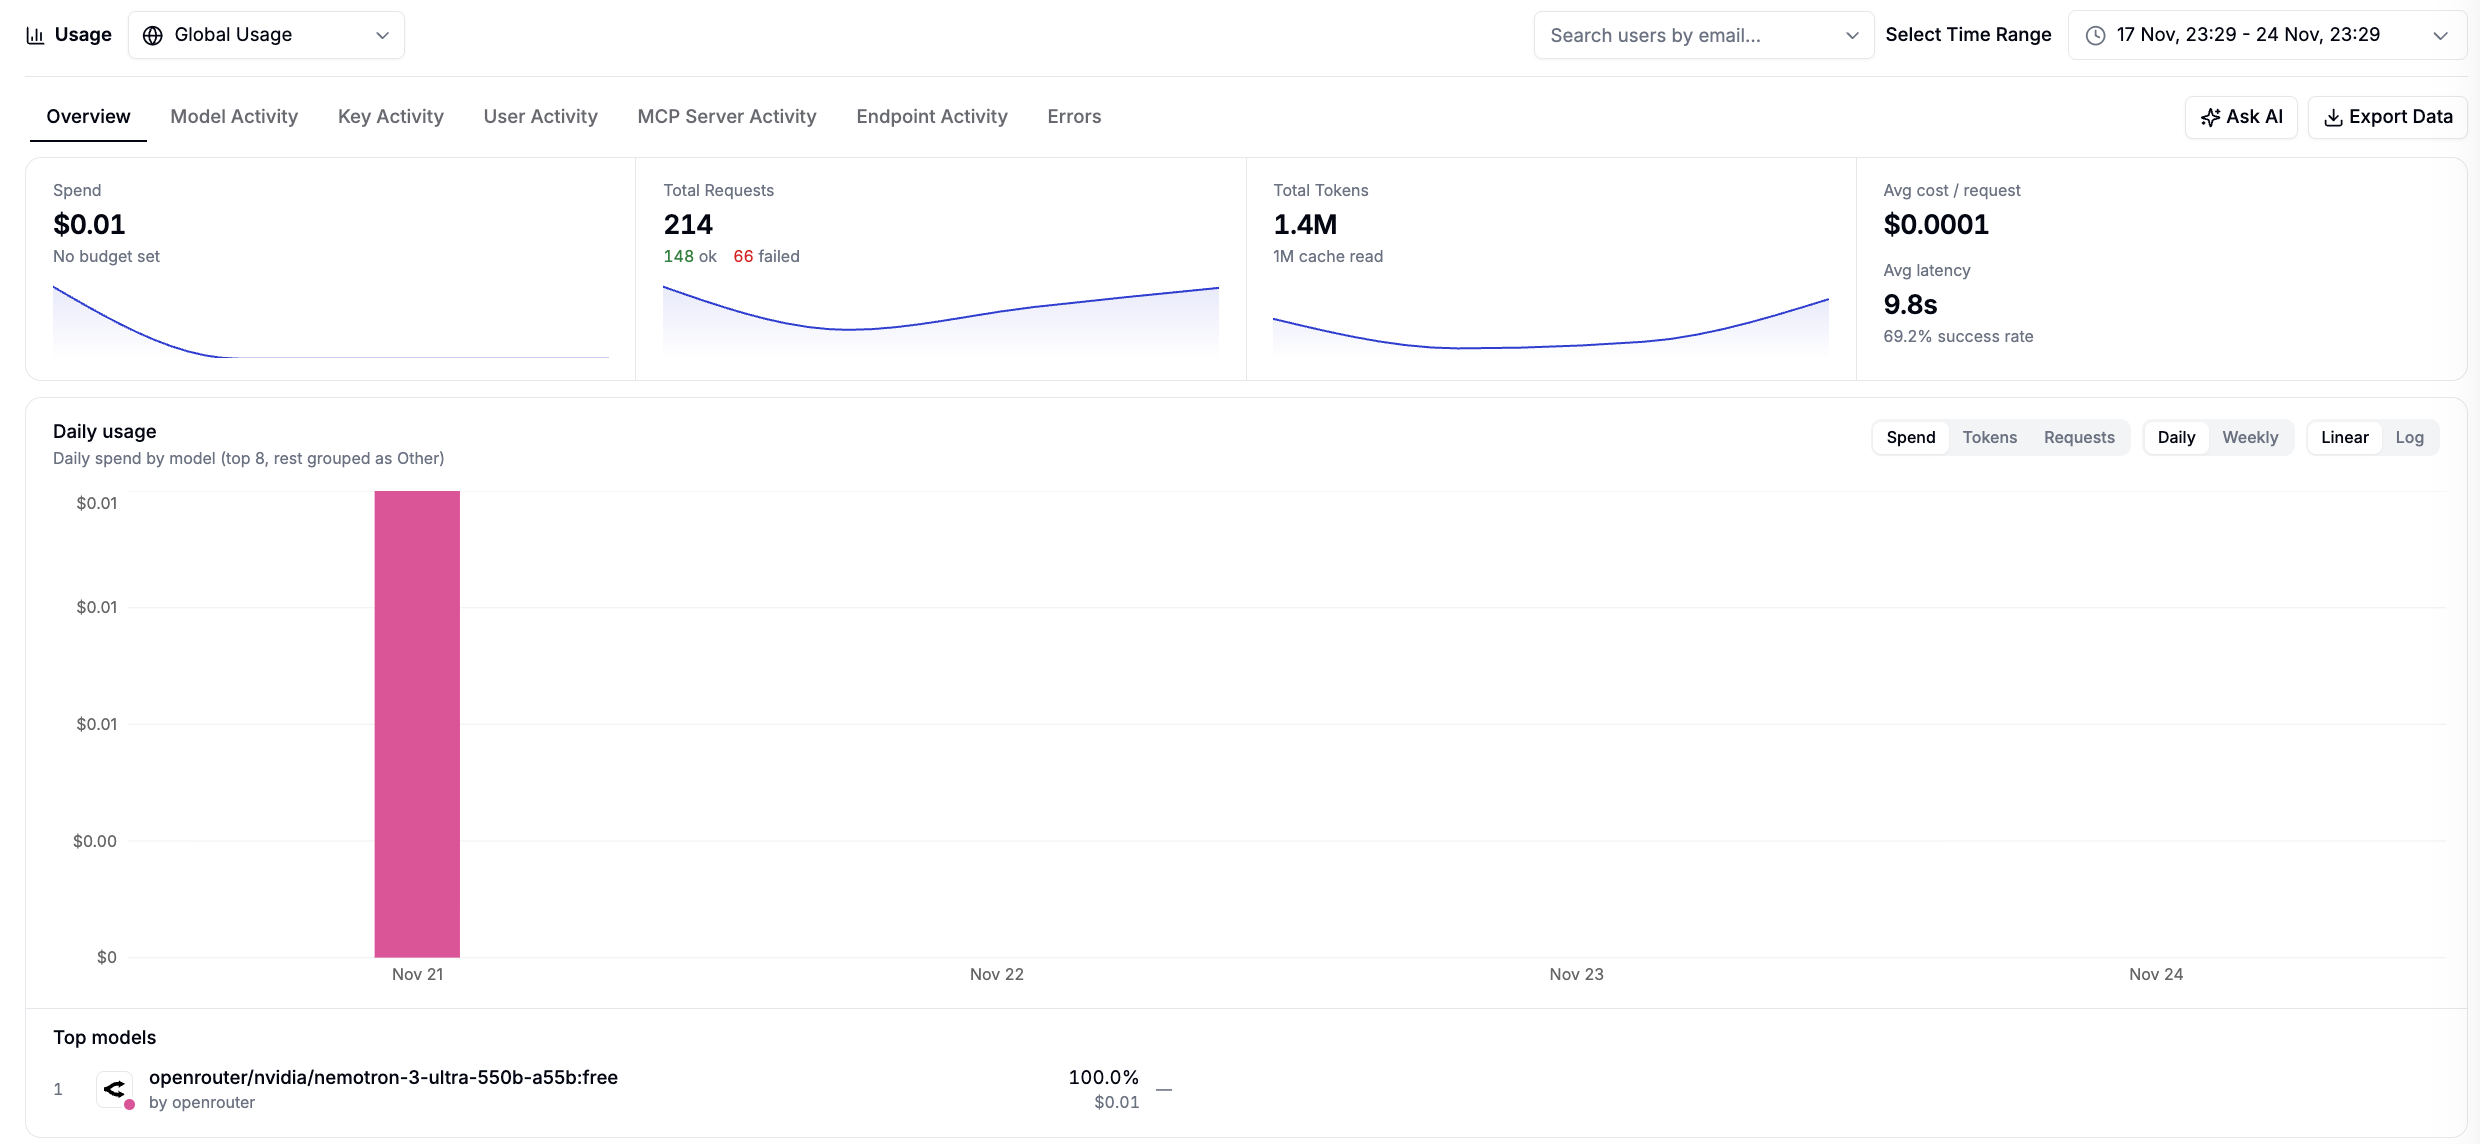 Usage
Global Usage
Search users by email...
Select Time Range
17 Nov, 23:29 - 24 Nov, 23:29
Overview
Model Activity
Key Activity
User Activity
MCP Server Activity
Endpoint Activity
Errors
Ask AI
Export Data
Spend
$0.01
No budget set
Total Requests
214
148 ok 66 failed
Total Tokens
1.4M
1M cache read
Avg cost / request
$0.0001
Avg latency
9.8s
69.2% success rate
Daily usage
Daily spend by model (top 8, rest grouped as Other)
Spend
Tokens
Requests
Daily
Weekly
Linear
Log
$0.01
$0.01
$0.01
$0.00
$0
Nov 21
Nov 22
Nov 23
Nov 24
Top models
1
openrouter/nvidia/nemotron-3-ultra-550b-a55b:free
by openrouter
100.0%
$0.01
—